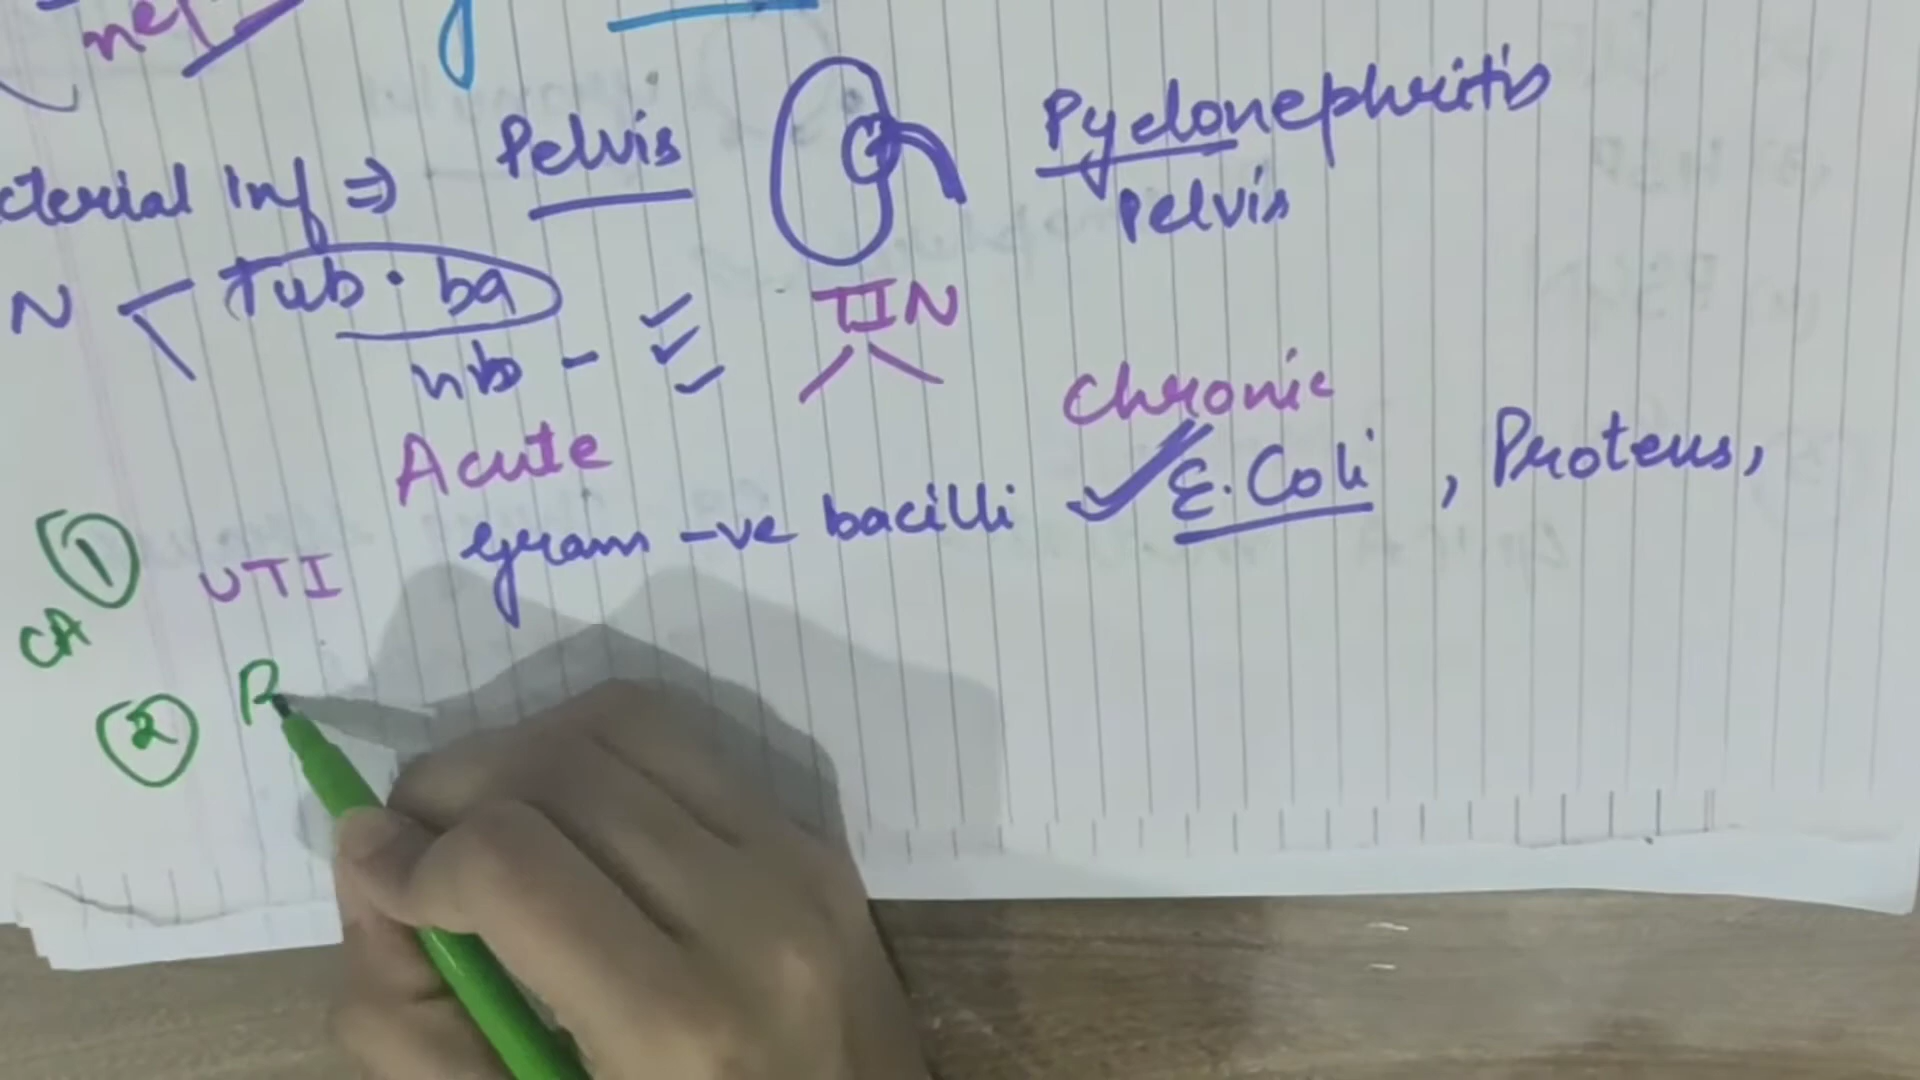 cterial Inf ⇒ Pelvis Pyelonephritis
Pelvis
N Tub. ba
TIN
Acute Chronic
gram -ve bacilli E. Coli, Proteus,
① UTI
CA
②